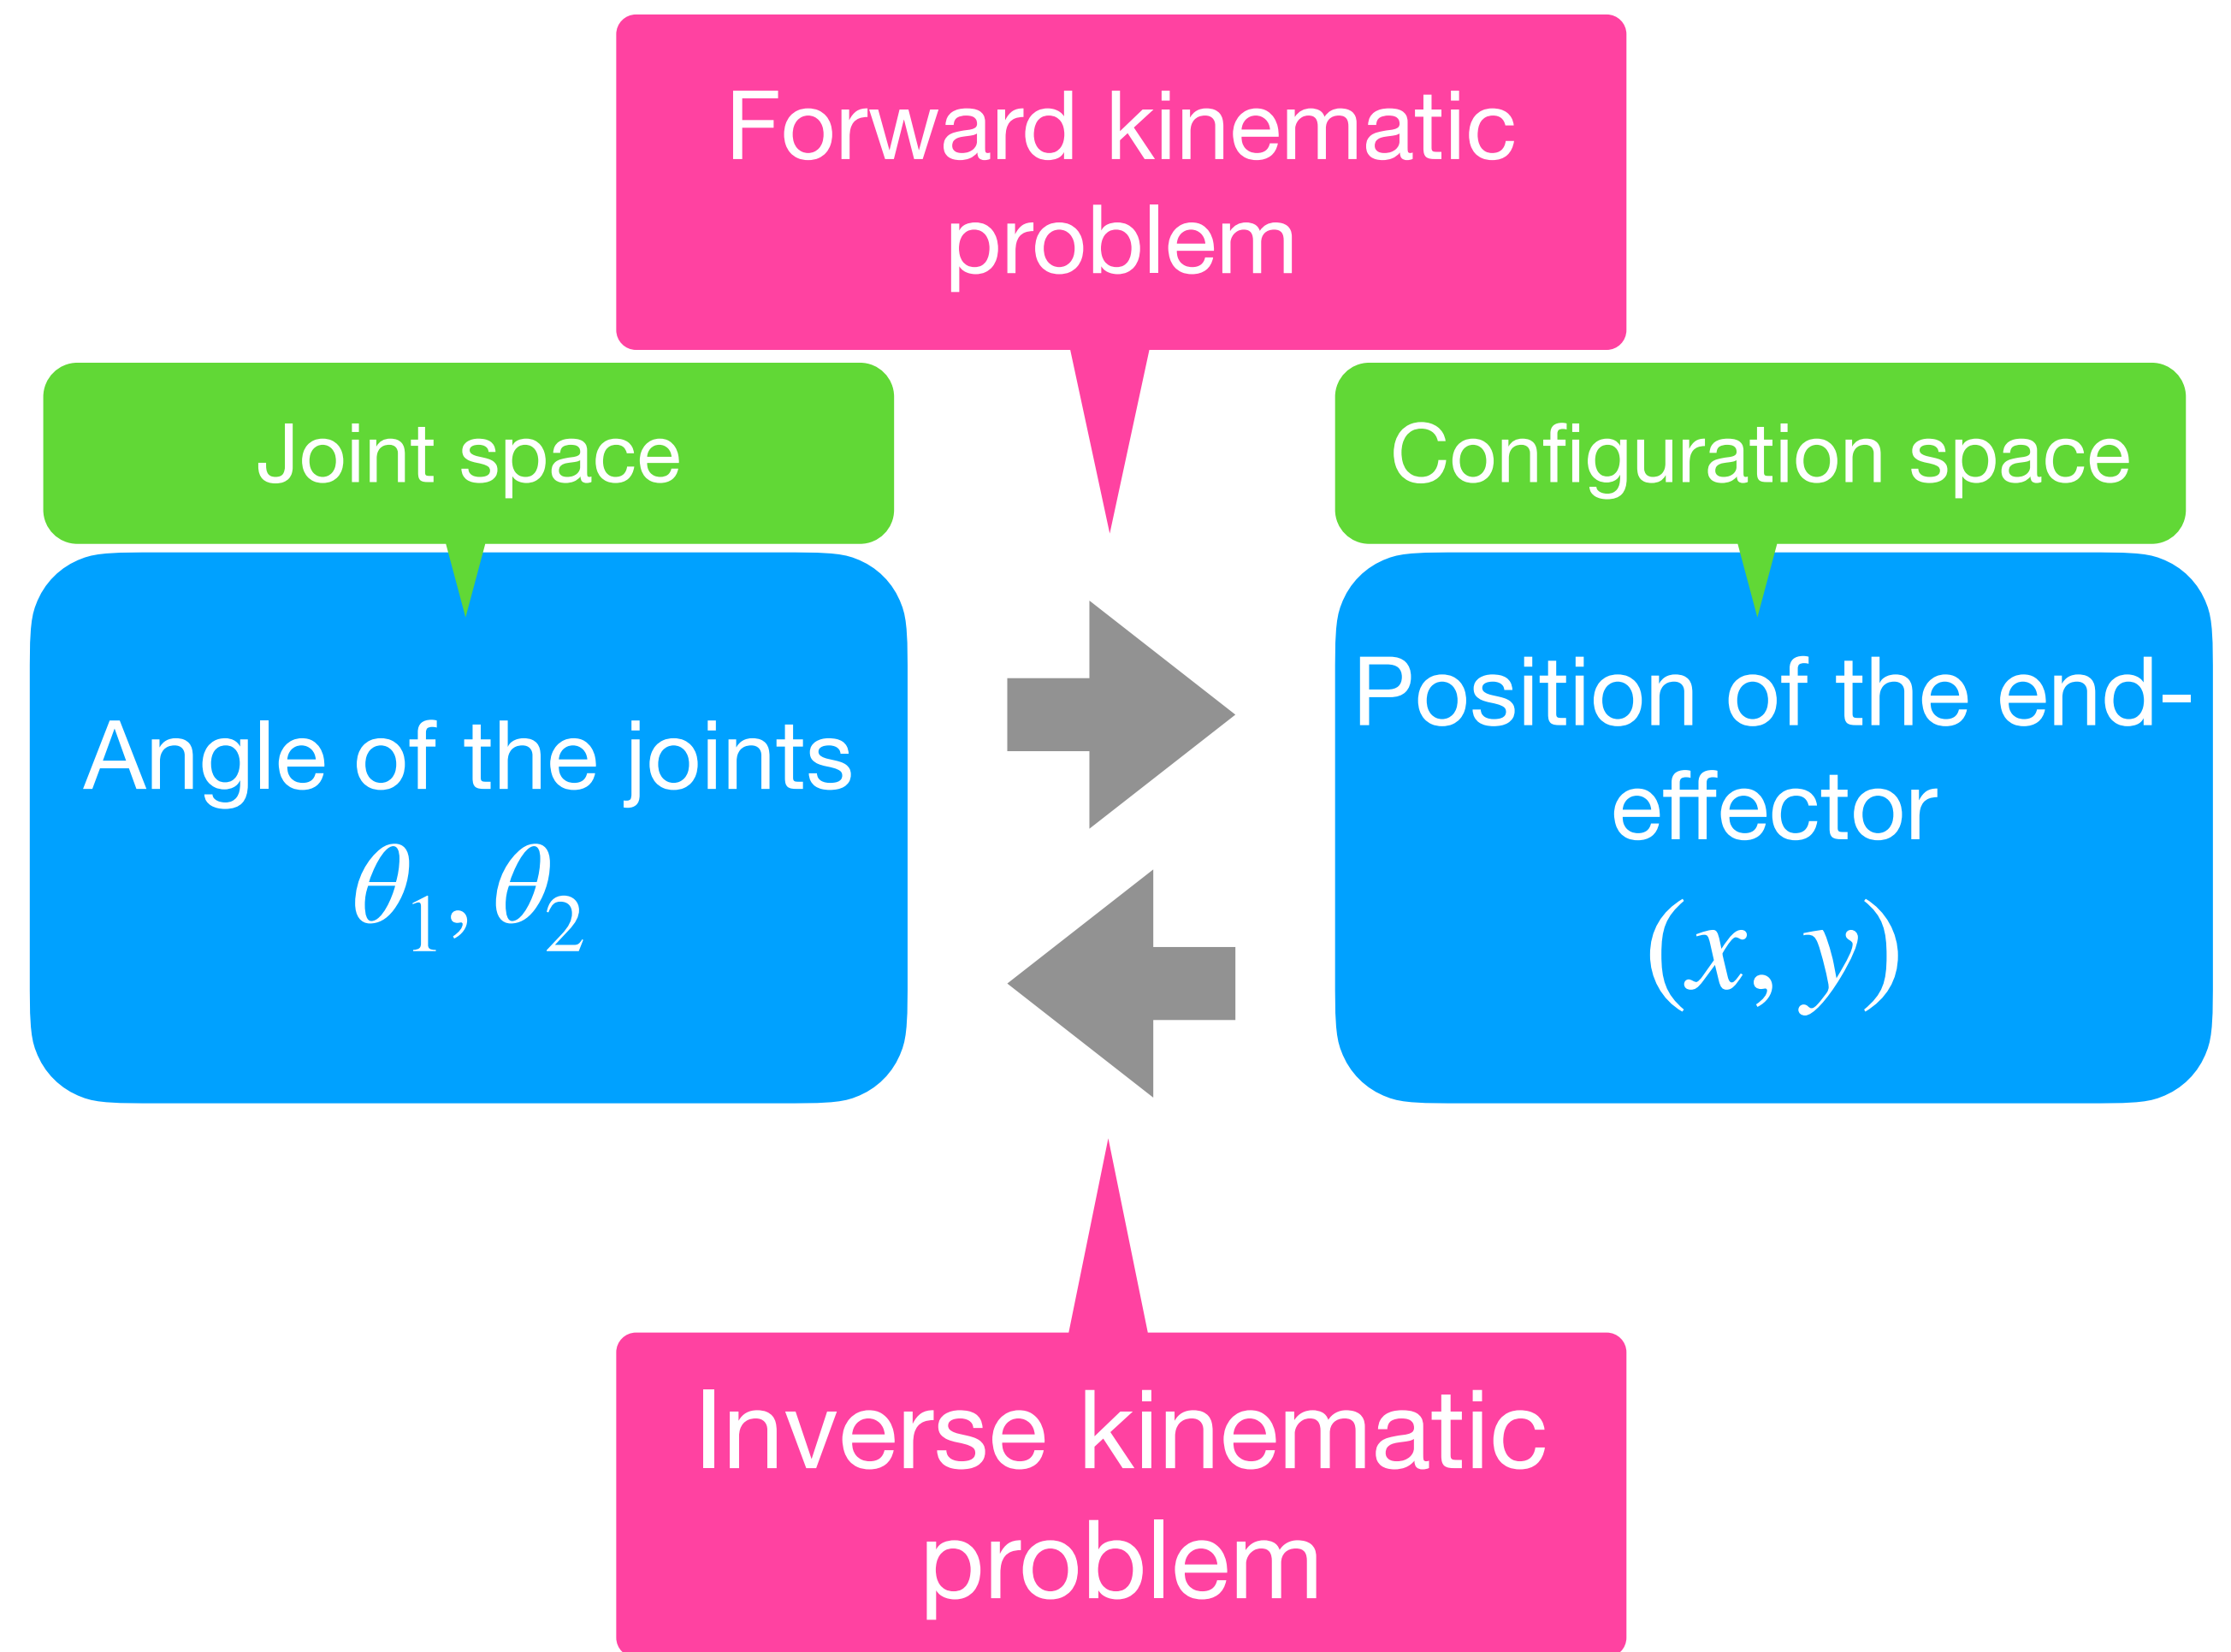 Forward kinematic
problem
Joint space
Configuration space
Angle of the joints
θ₁, θ₂
Position of the end-
effector
(x, y)
Inverse kinematic
problem